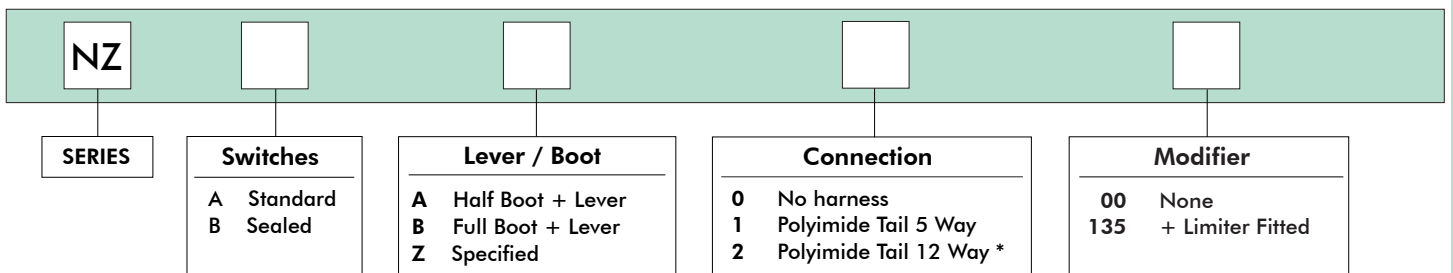 NZ
SERIES
Switches
A Standard
B Sealed
Lever / Boot
A Half Boot + Lever
B Full Boot + Lever
Z Specified
Connection
0 No harness
1 Polyimide Tail 5 Way
2 Polyimide Tail 12 Way *
Modifier
00 None
135 + Limiter Fitted